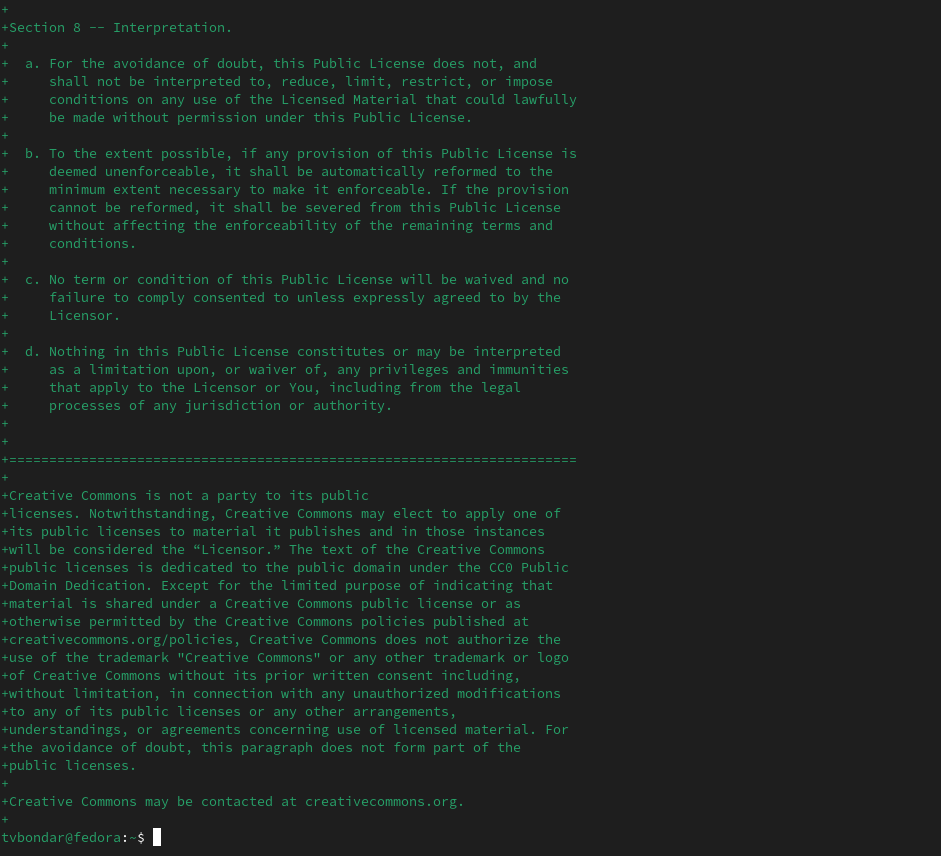 +
+Section 8 -- Interpretation.
+
+  a. For the avoidance of doubt, this Public License does not, and
+     shall not be interpreted to, reduce, limit, restrict, or impose
+     conditions on any use of the Licensed Material that could lawfully
+     be made without permission under this Public License.
+
+  b. To the extent possible, if any provision of this Public License is
+     deemed unenforceable, it shall be automatically reformed to the
+     minimum extent necessary to make it enforceable. If the provision
+     cannot be reformed, it shall be severed from this Public License
+     without affecting the enforceability of the remaining terms and
+     conditions.
+
+  c. No term or condition of this Public License will be waived and no
+     failure to comply consented to unless expressly agreed to by the
+     Licensor.
+
+  d. Nothing in this Public License constitutes or may be interpreted
+     as a limitation upon, or waiver of, any privileges and immunities
+     that apply to the Licensor or You, including from the legal
+     processes of any jurisdiction or authority.
+
+
+=======================================================================
+
+Creative Commons is not a party to its public
+licenses. Notwithstanding, Creative Commons may elect to apply one of
+its public licenses to material it publishes and in those instances
+will be considered the “Licensor.” The text of the Creative Commons
+public licenses is dedicated to the public domain under the CC0 Public
+Domain Dedication. Except for the limited purpose of indicating that
+material is shared under a Creative Commons public license or as
+otherwise permitted by the Creative Commons policies published at
+creativecommons.org/policies, Creative Commons does not authorize the
+use of the trademark "Creative Commons" or any other trademark or logo
+of Creative Commons without its prior written consent including,
+without limitation, in connection with any unauthorized modifications
+to any of its public licenses or any other arrangements,
+understandings, or agreements concerning use of licensed material. For
+the avoidance of doubt, this paragraph does not form part of the
+public licenses.
+
+Creative Commons may be contacted at creativecommons.org.
+
tvbondar@fedora:~$